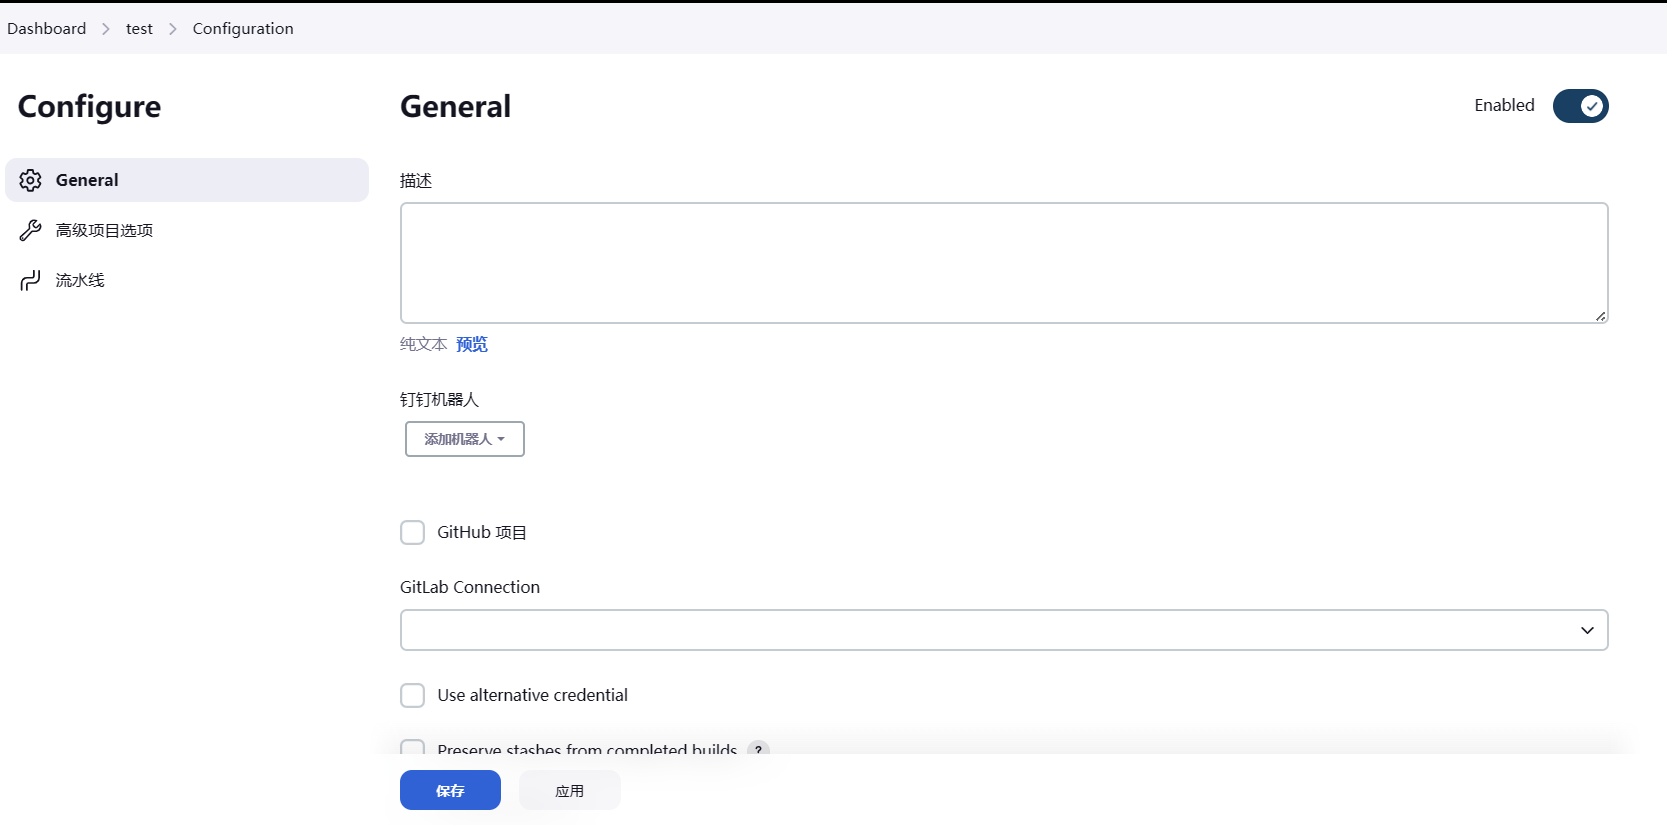 Dashboard > test > Configuration
Configure
General
高级项目选项
流水线
General
Enabled
描述
纯文本 预览
钉钉机器人
添加机器人
GitHub 项目
GitLab Connection
Use alternative credential
Preserve stashes from completed builds ?
保存
应用